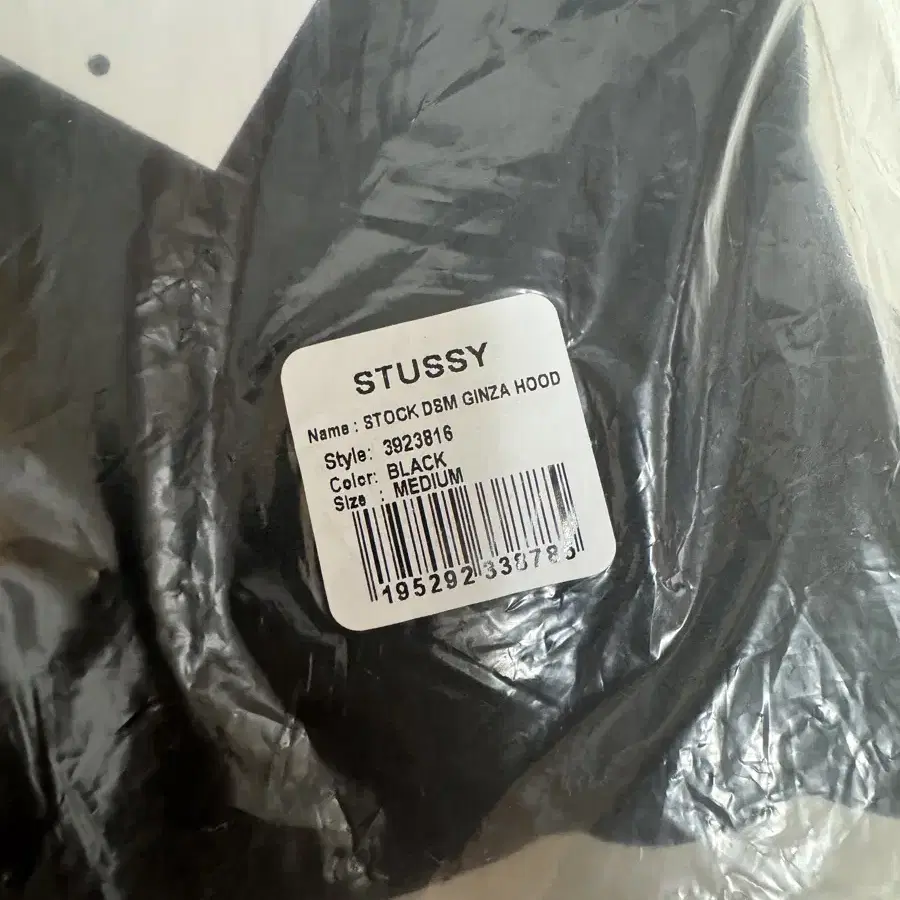 STUSSY
Name : STOCK DSM GINZA HOOD
Style: 3923816
Color: BLACK
Size : MEDIUM
195292 338785